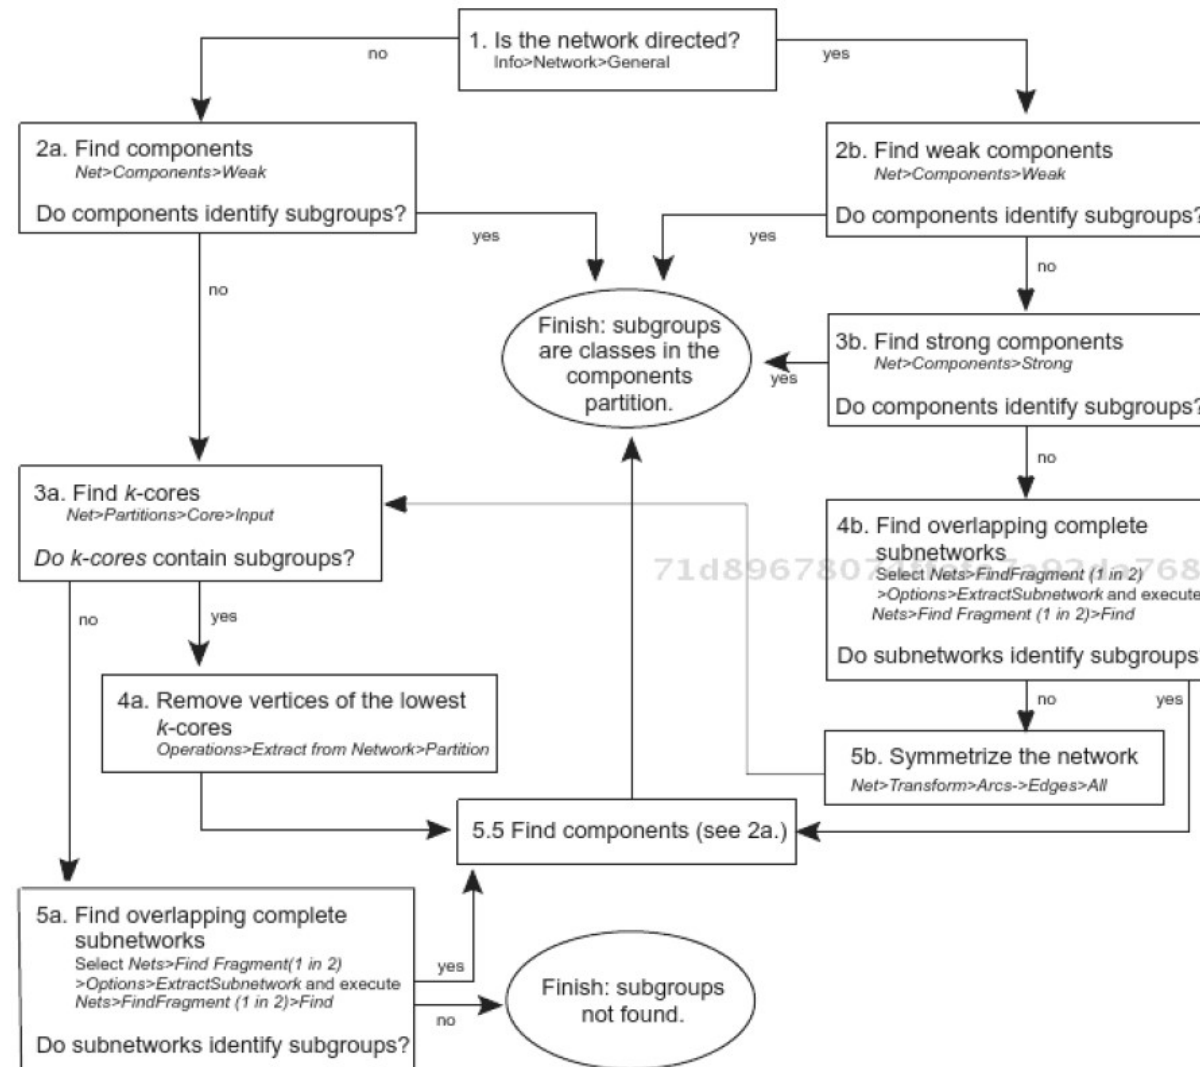 1. Is the network directed?
Info>Network>General
no
yes
2a. Find components
Net>Components>Weak
Do components identify subgroups?
2b. Find weak components
Net>Components>Weak
Do components identify subgroups?
yes
yes
no
no
Finish: subgroups
are classes in the
components
partition.
3b. Find strong components
Net>Components>Strong
Do components identify subgroups?
yes
no
3a. Find k-cores
Net>Partitions>Core>Input
Do k-cores contain subgroups?
4b. Find overlapping complete
subnetworks
Select Nets>FindFragment (1 in 2)
>Options>ExtractSubnetwork and execute
Nets>Find Fragment (1 in 2)>Find
Do subnetworks identify subgroups
no
yes
no
yes
4a. Remove vertices of the lowest
k-cores
Operations>Extract from Network>Partition
5b. Symmetrize the network
Net>Transform>Arcs->Edges>All
5.5 Find components (see 2a.)
5a. Find overlapping complete
subnetworks
Select Nets>Find Fragment(1 in 2)
>Options>ExtractSubnetwork and execute
Nets>FindFragment (1 in 2)>Find
Do subnetworks identify subgroups?
yes
no
Finish: subgroups
not found.